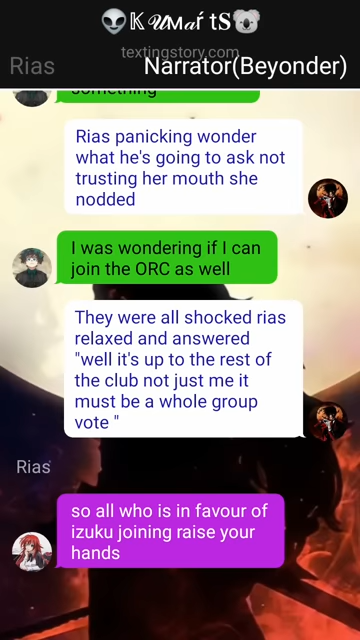 👽𝕂𝓤𝐌𝒶ŕ𝗍𝐒🐨
textingstory.com
Rias
Narrator(Beyonder)
something
Rias panicking wonder
what he's going to ask not
trusting her mouth she
nodded
I was wondering if I can
join the ORC as well
They were all shocked rias
relaxed and answered
"well it's up to the rest of
the club not just me it
must be a whole group
vote "
Rias
so all who is in favour of
izuku joining raise your
hands